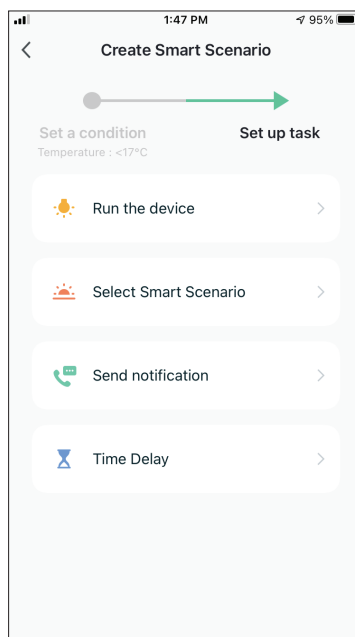 1:47 PM 95%
Create Smart Scenario
Set a condition Set up task
Temperature : <17°C
Run the device
Select Smart Scenario
Send notification
Time Delay